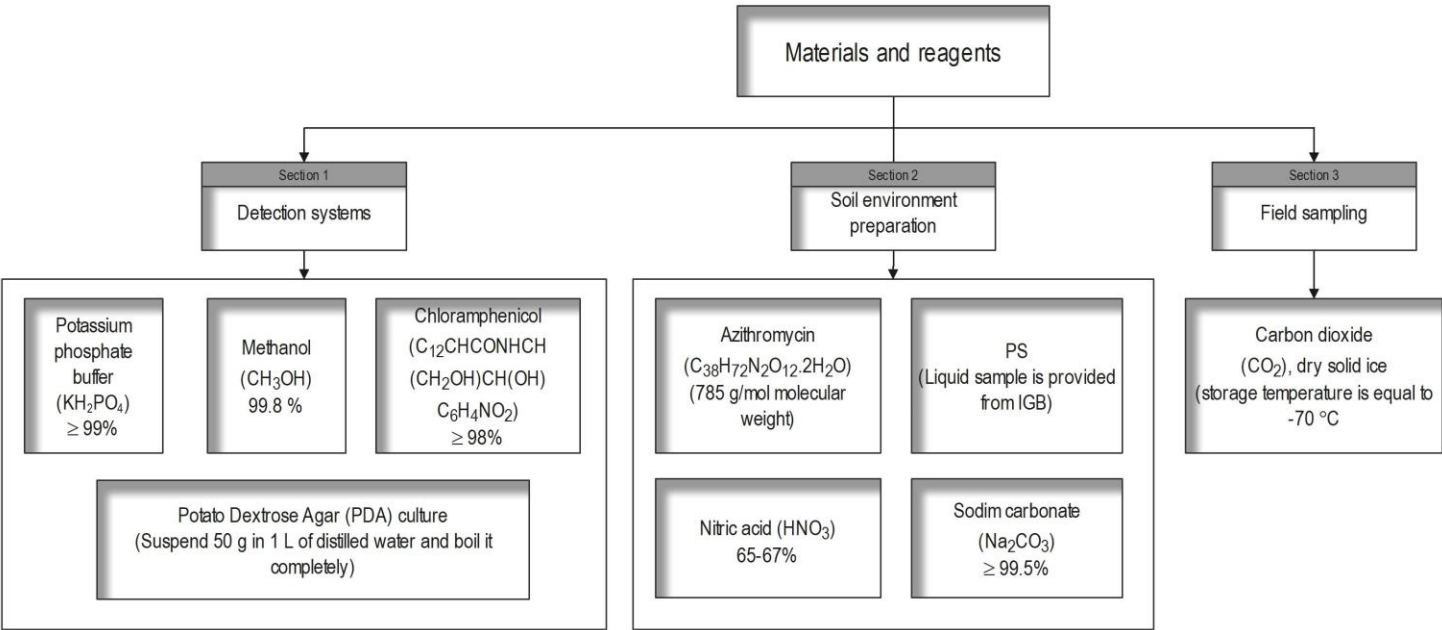 Materials and reagents
Section 1
Detection systems
Section 2
Soil environment
preparation
Section 3
Field sampling
Potassium
phosphate
buffer
(KH₂PO₄)
≥ 99%
Methanol
(CH₃OH)
99.8 %
Chloramphenicol
(C₁₂CHCONHCH
(CH₂OH)CH(OH)
C₆H₄NO₂)
≥ 98%
Potato Dextrose Agar (PDA) culture
(Suspend 50 g in 1 L of distilled water and boil it
completely)
Azithromycin
(C₃₈H₇₂N₂O₁₂.2H₂O)
(785 g/mol molecular
weight)
PS
(Liquid sample is provided
from IGB)
Nitric acid (HNO₃)
65-67%
Sodim carbonate
(Na₂CO₃)
≥ 99.5%
Carbon dioxide
(CO₂), dry solid ice
(storage temperature is equal to
-70 °C